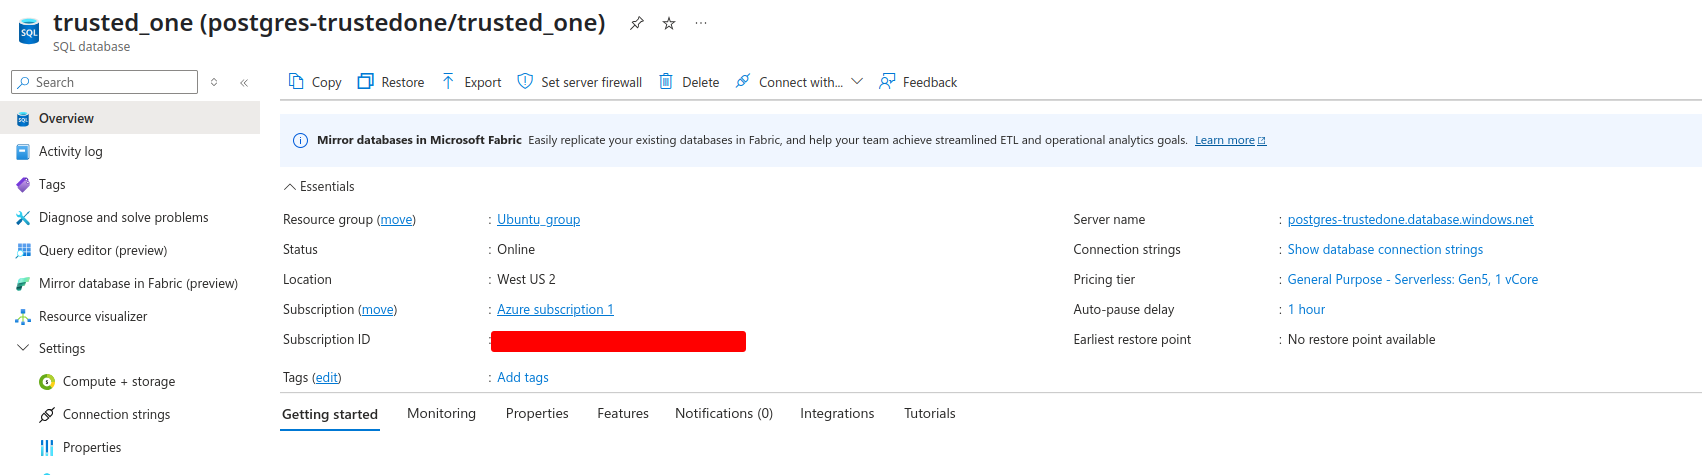 trusted_one (postgres-trustedone/trusted_one)
SQL database
Search
Overview
Activity log
Tags
Diagnose and solve problems
Query editor (preview)
Mirror database in Fabric (preview)
Resource visualizer
Settings
Compute + storage
Connection strings
Properties
Copy Restore Export Set server firewall Delete Connect with... Feedback
Mirror databases in Microsoft Fabric Easily replicate your existing databases in Fabric, and help your team achieve streamlined ETL and operational analytics goals. Learn more
Essentials
Resource group (move) : Ubuntu_group
Status : Online
Location : West US 2
Subscription (move) : Azure subscription 1
Subscription ID :
Tags (edit) : Add tags
Server name : postgres-trustedone.database.windows.net
Connection strings : Show database connection strings
Pricing tier : General Purpose - Serverless: Gen5, 1 vCore
Auto-pause delay : 1 hour
Earliest restore point : No restore point available
Getting started Monitoring Properties Features Notifications (0) Integrations Tutorials